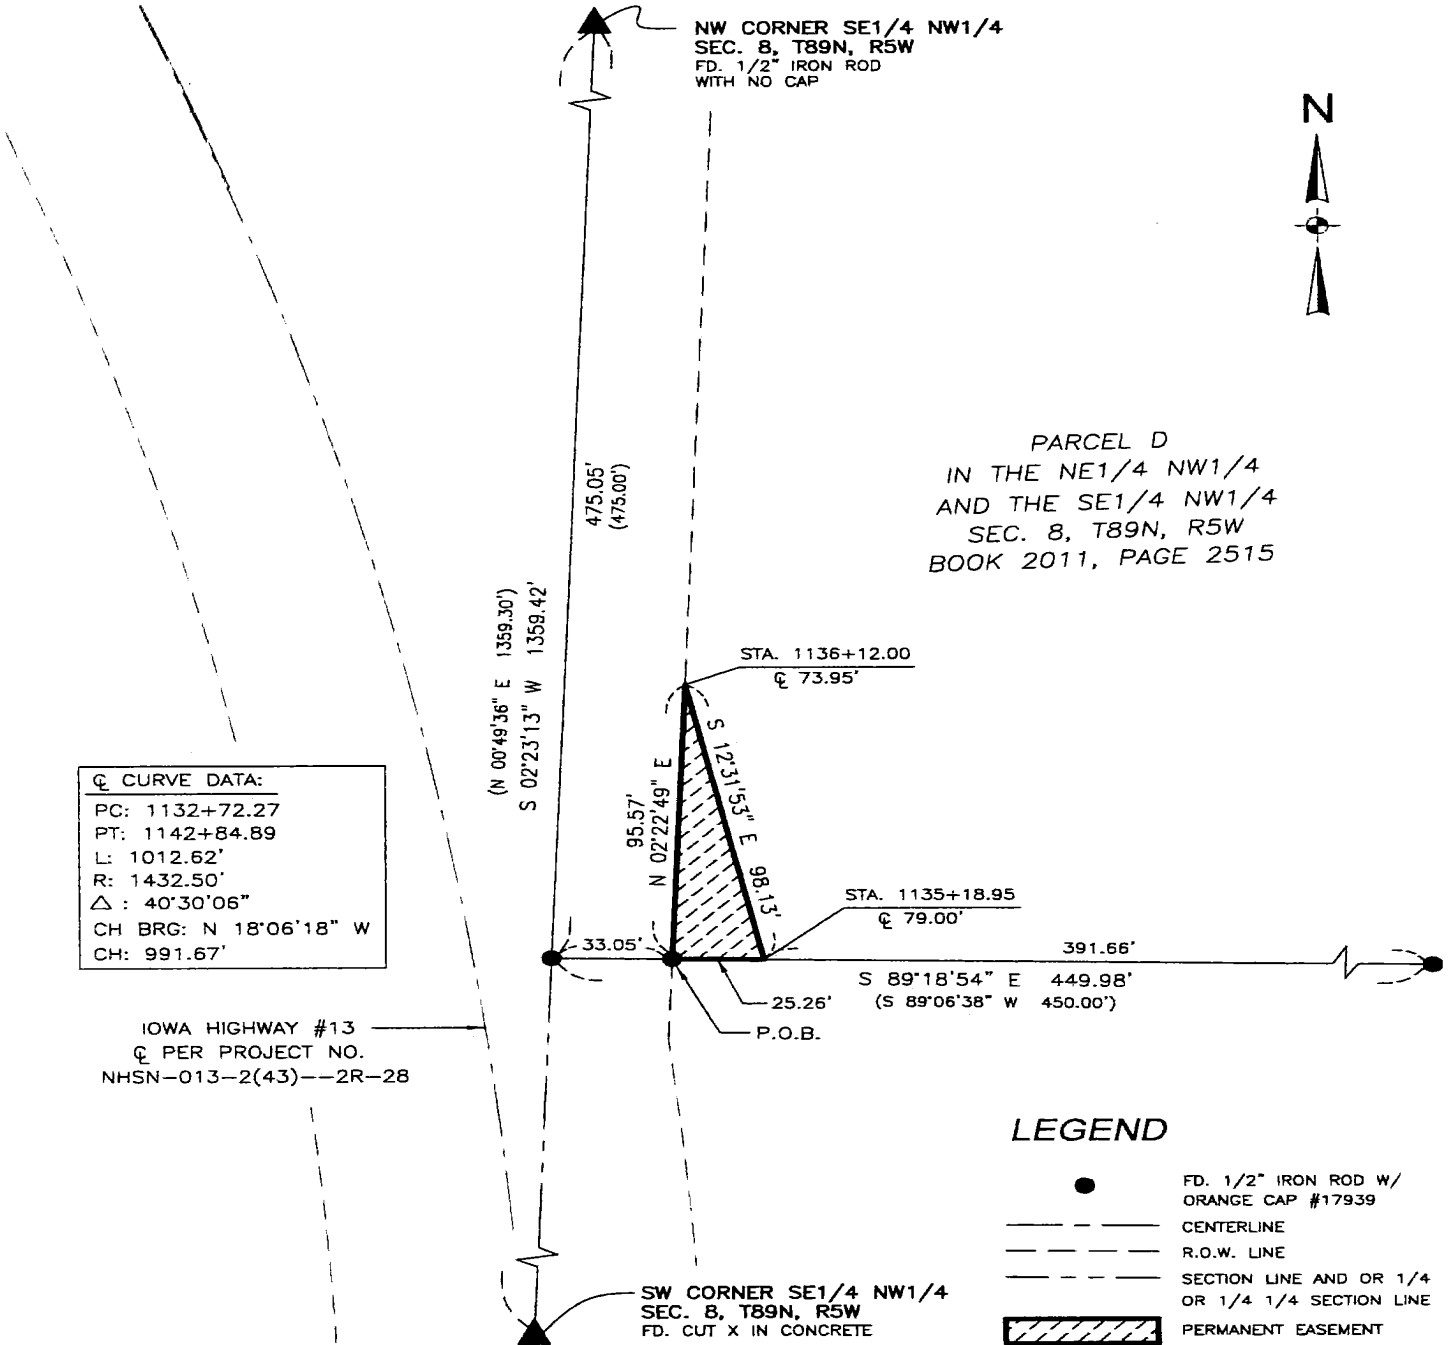 NW CORNER SE1/4 NW1/4
SEC. 8, T89N, R5W
FD. 1/2" IRON ROD
WITH NO CAP
N
475.05'
(475.00')
PARCEL D
IN THE NE1/4 NW1/4
AND THE SE1/4 NW1/4
SEC. 8, T89N, R5W
BOOK 2011, PAGE 2515
(N 00°49'36" E 1359.30')
S 02°23'13" W 1359.42'
STA. 1136+12.00
℄ 73.95'
95.57'
N 02°22'49" E
S 12°31'53" E 98.13'
℄ CURVE DATA:
PC: 1132+72.27
PT: 1142+84.89
L: 1012.62'
R: 1432.50'
△ : 40°30'06"
CH BRG: N 18°06'18" W
CH: 991.67'
STA. 1135+18.95
℄ 79.00'
33.05'
391.66'
S 89°18'54" E 449.98'
(S 89°06'38" W 450.00')
25.26'
P.O.B.
IOWA HIGHWAY #13
℄ PER PROJECT NO.
NHSN-013-2(43)--2R-28
LEGEND
FD. 1/2" IRON ROD W/
ORANGE CAP #17939
CENTERLINE
R.O.W. LINE
SECTION LINE AND OR 1/4
OR 1/4 1/4 SECTION LINE
PERMANENT EASEMENT
SW CORNER SE1/4 NW1/4
SEC. 8, T89N, R5W
FD. CUT X IN CONCRETE